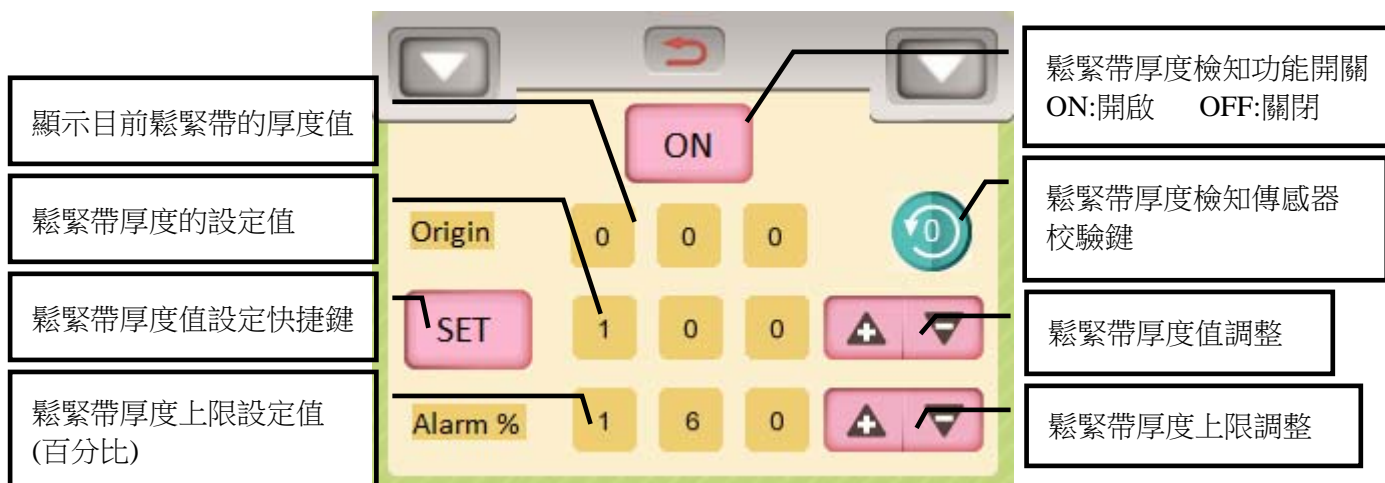 顯示目前鬆緊帶的厚度值
鬆緊帶厚度的設定值
鬆緊帶厚度值設定快捷鍵
鬆緊帶厚度上限設定值
(百分比)
ON
Origin
0 0 0
0
SET
1 0 0
Alarm %
1 6 0
鬆緊帶厚度檢知功能開關
ON:開啟 OFF:關閉
鬆緊帶厚度檢知傳感器
校驗鍵
鬆緊帶厚度值調整
鬆緊帶厚度上限調整